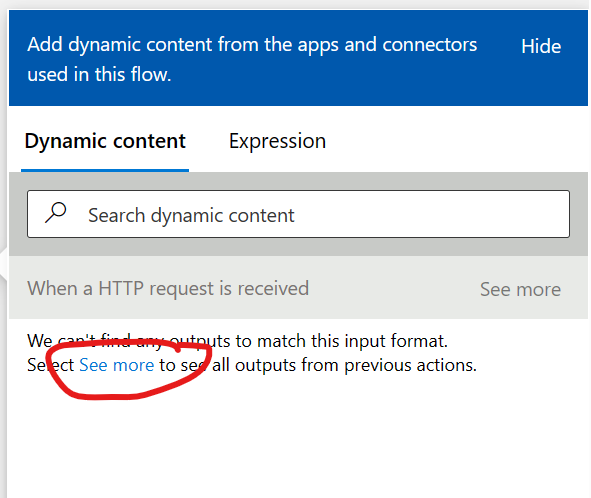 Add dynamic content from the apps and connectors Hide
used in this flow.
Dynamic content Expression
Search dynamic content
When a HTTP request is received See more
We can't find any outputs to match this input format.
Select See more to see all outputs from previous actions.